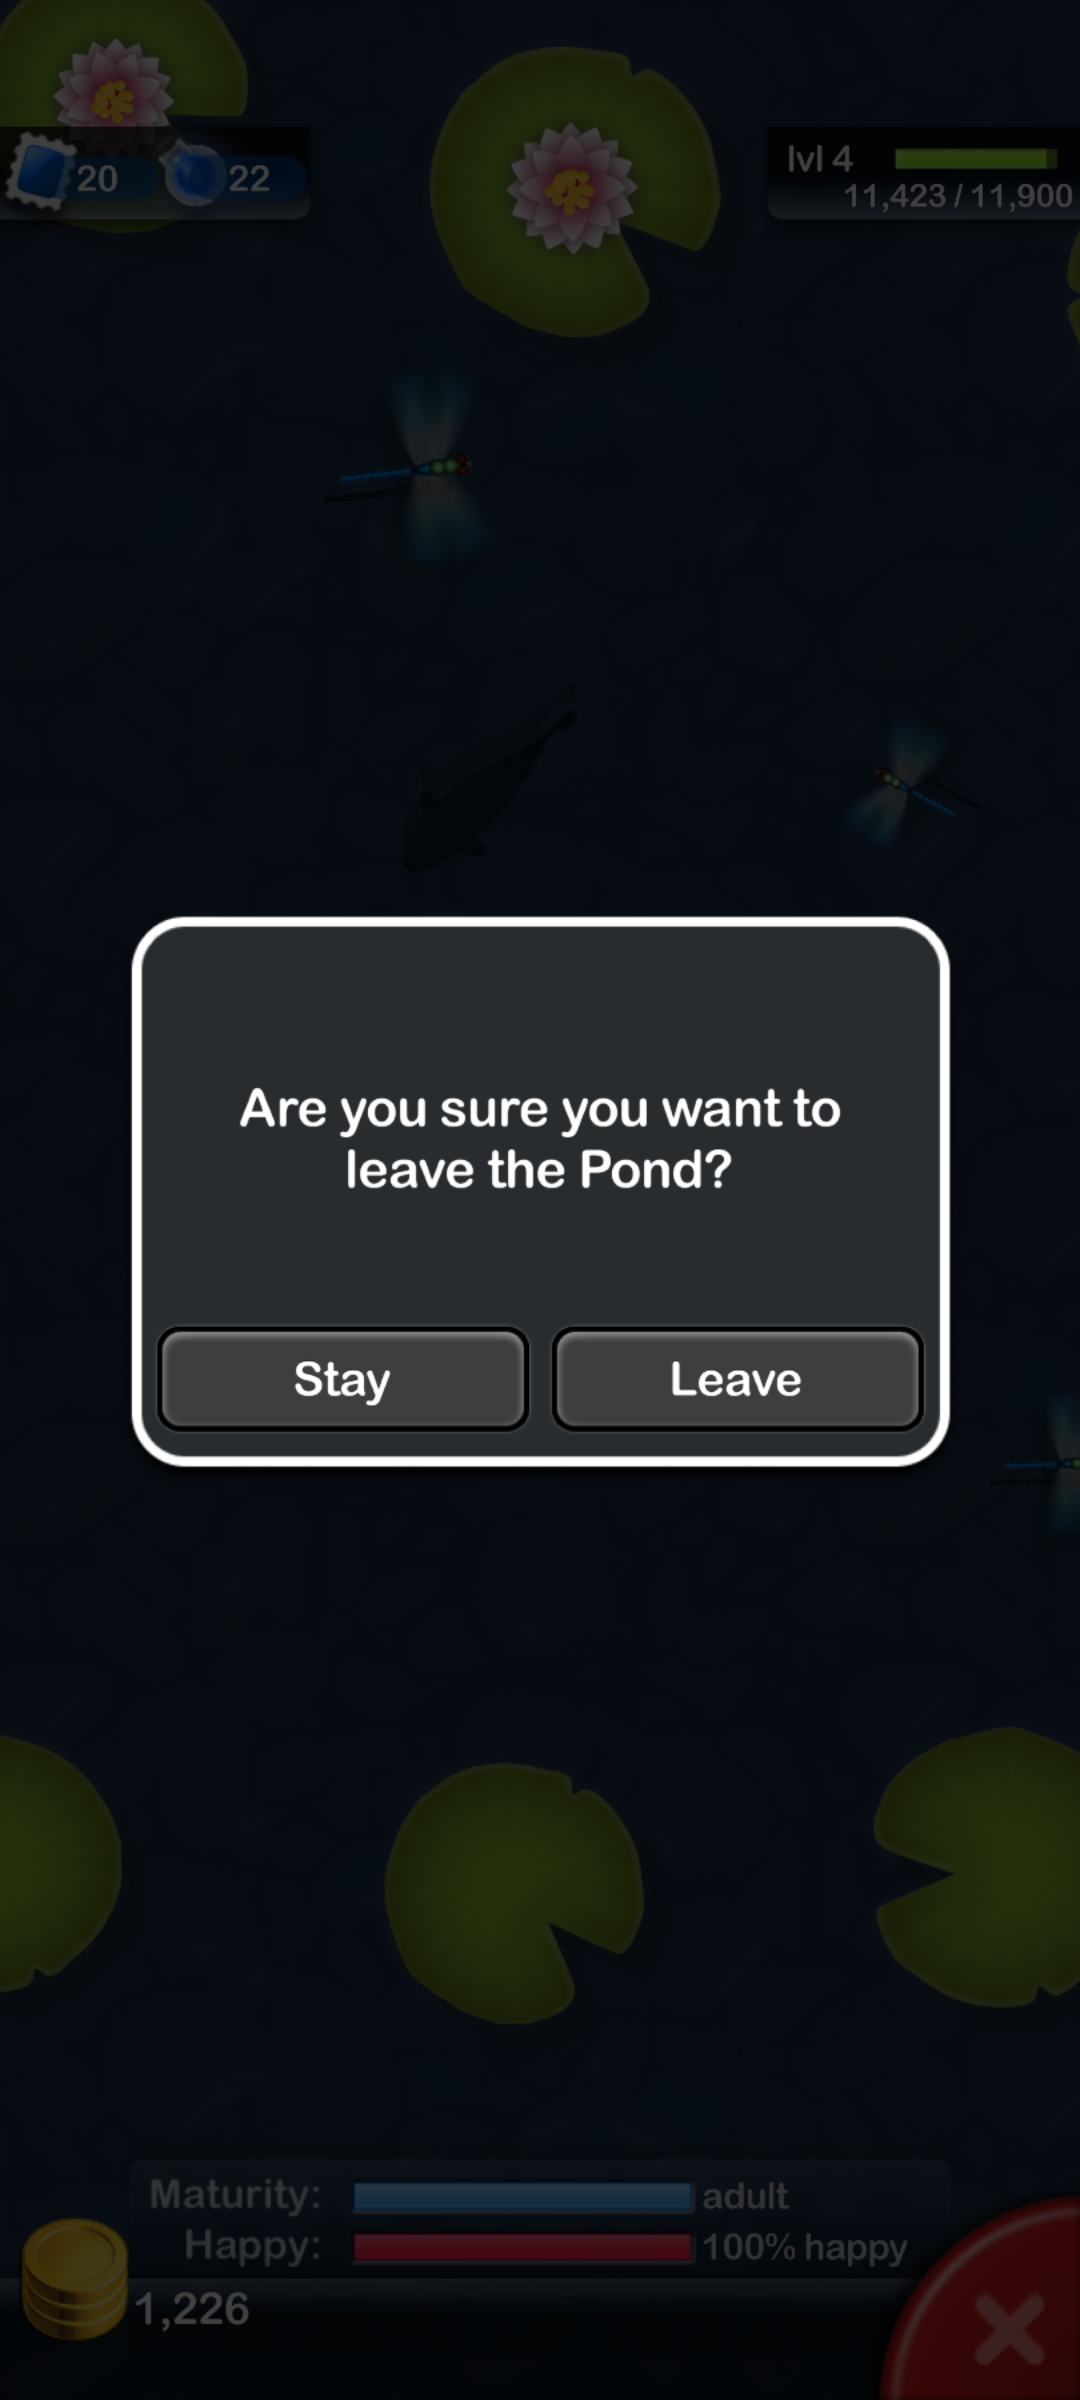 20 22
lvl 4
11,423 / 11,900
Are you sure you want to
leave the Pond?
Stay Leave
Maturity: adult
Happy: 100% happy
1,226